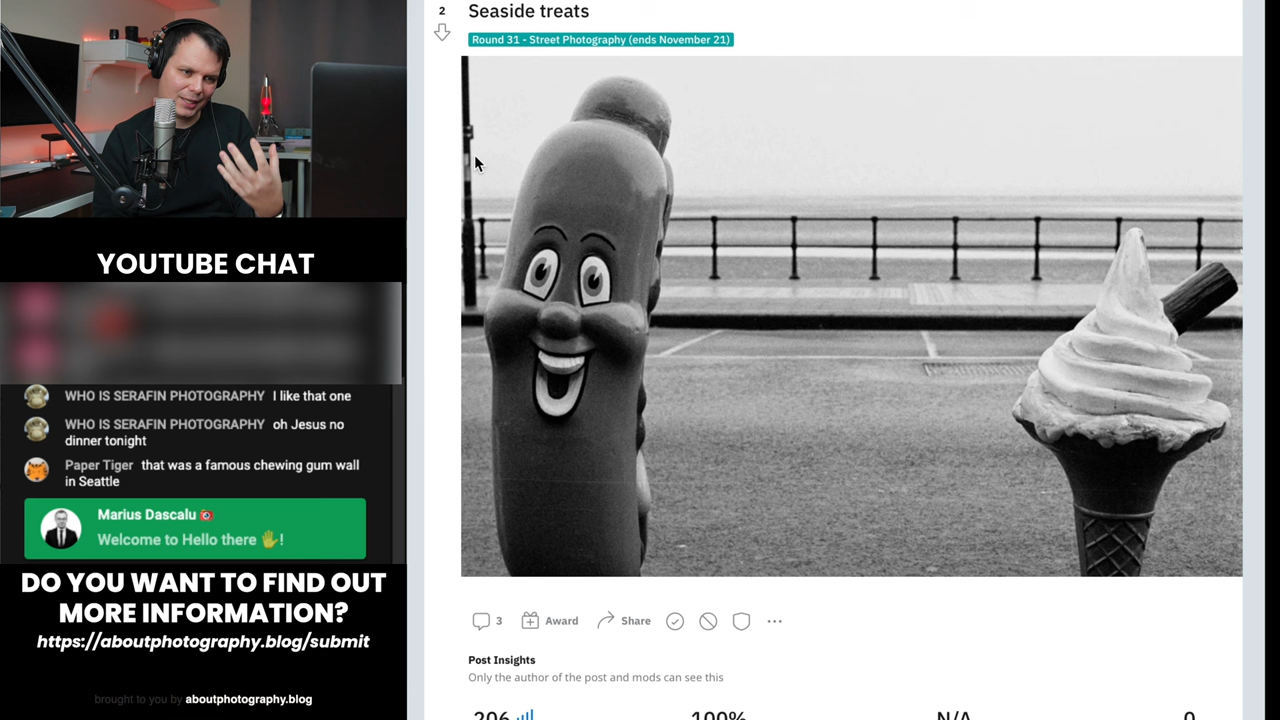 2
Seaside treats
Round 31 - Street Photography (ends November 21)
YOUTUBE CHAT
WHO IS SERAFIN PHOTOGRAPHY I like that one
WHO IS SERAFIN PHOTOGRAPHY oh Jesus no
dinner tonight
Paper Tiger that was a famous chewing gum wall
in Seattle
Marius Dascalu
Welcome to Hello there 🖐!
DO YOU WANT TO FIND OUT
MORE INFORMATION?
https://aboutphotography.blog/submit
brought to you by aboutphotography.blog
3 Award Share
Post Insights
Only the author of the post and mods can see this
206 100% N/A 0